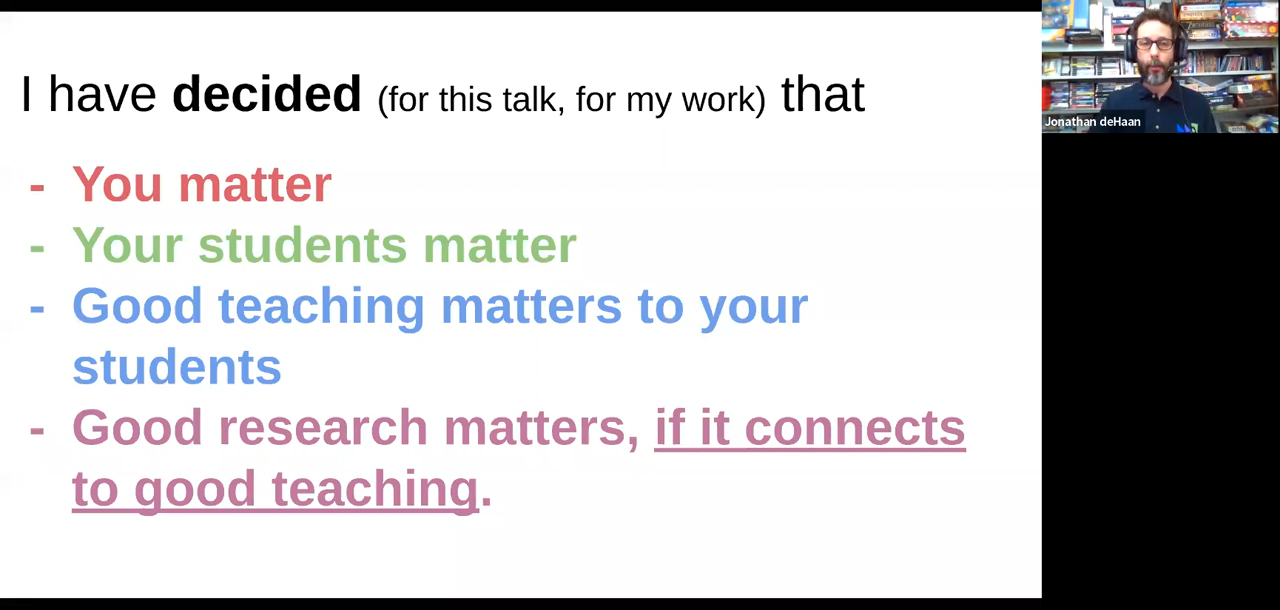 I have decided (for this talk, for my work) that
- You matter
- Your students matter
- Good teaching matters to your
students
- Good research matters, if it connects
to good teaching.
Jonathan deHaan